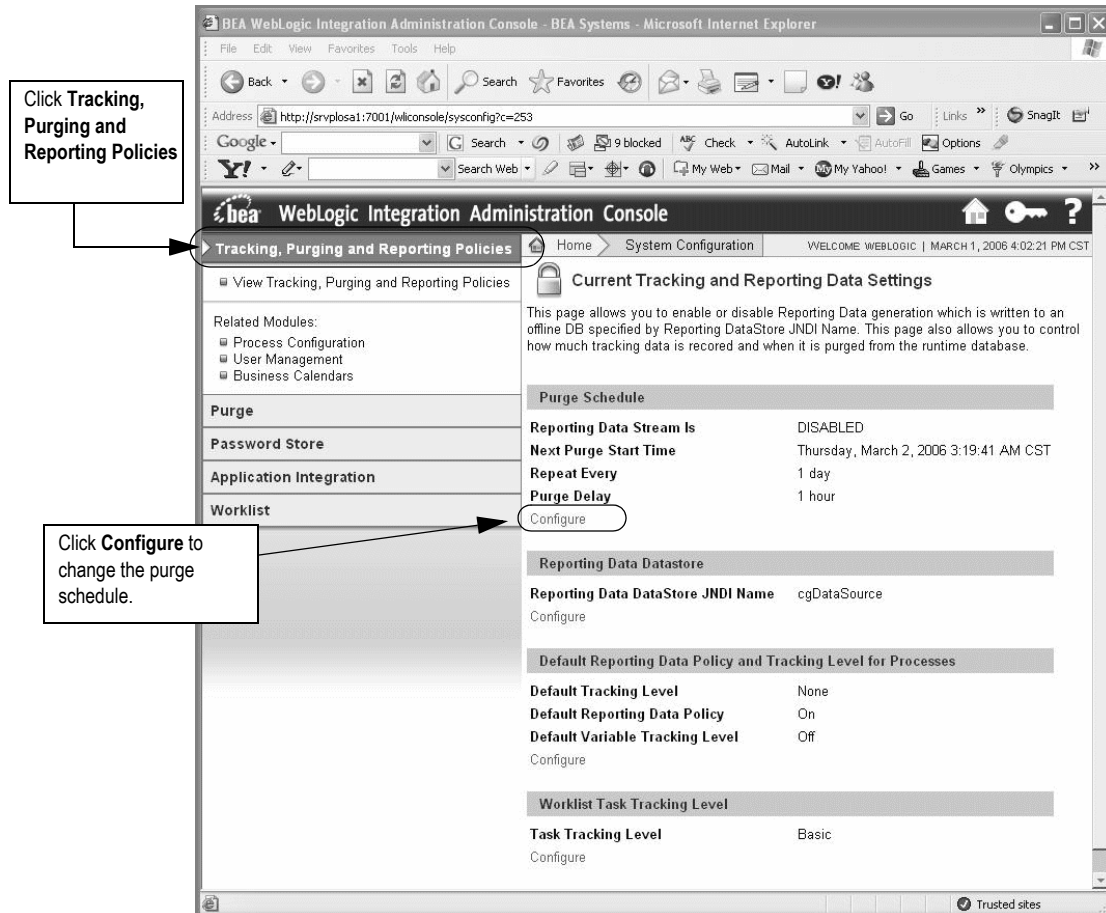 BEA WebLogic Integration Administration Console - BEA Systems - Microsoft Internet Explorer
File Edit View Favorites Tools Help
Back Search Favorites
Address http://srvplosa1:7001/wliconsole/sysconfig?c=253 Go Links » SnagIt
Google Search 9 blocked Check AutoLink AutoFill Options
Y! Search Web My Web Mail My Yahoo! Games Olympics »
Click Tracking,
Purging and
Reporting Policies
bea WebLogic Integration Administration Console ?
Tracking, Purging and Reporting Policies
View Tracking, Purging and Reporting Policies
Related Modules:
Process Configuration
User Management
Business Calendars
Purge
Password Store
Application Integration
Worklist
Click Configure to
change the purge
schedule.
Home System Configuration WELCOME WEBLOGIC | MARCH 1, 2006 4:02:21 PM CST
Current Tracking and Reporting Data Settings
This page allows you to enable or disable Reporting Data generation which is written to an
offline DB specified by Reporting DataStore JNDI Name. This page also allows you to control
how much tracking data is recored and when it is purged from the runtime database.
Purge Schedule
Reporting Data Stream Is DISABLED
Next Purge Start Time Thursday, March 2, 2006 3:19:41 AM CST
Repeat Every 1 day
Purge Delay 1 hour
Configure
Reporting Data Datastore
Reporting Data DataStore JNDI Name cgDataSource
Configure
Default Reporting Data Policy and Tracking Level for Processes
Default Tracking Level None
Default Reporting Data Policy On
Default Variable Tracking Level Off
Configure
Worklist Task Tracking Level
Task Tracking Level Basic
Configure
Trusted sites